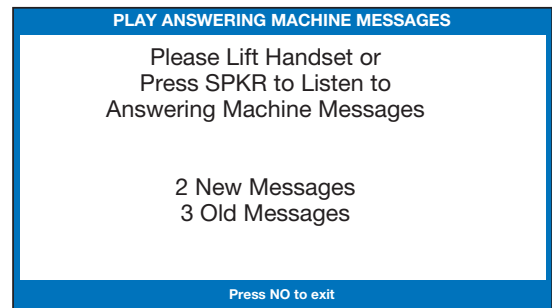 PLAY ANSWERING MACHINE MESSAGES
Please Lift Handset or
Press SPKR to Listen to
Answering Machine Messages
2 New Messages
3 Old Messages
Press NO to exit